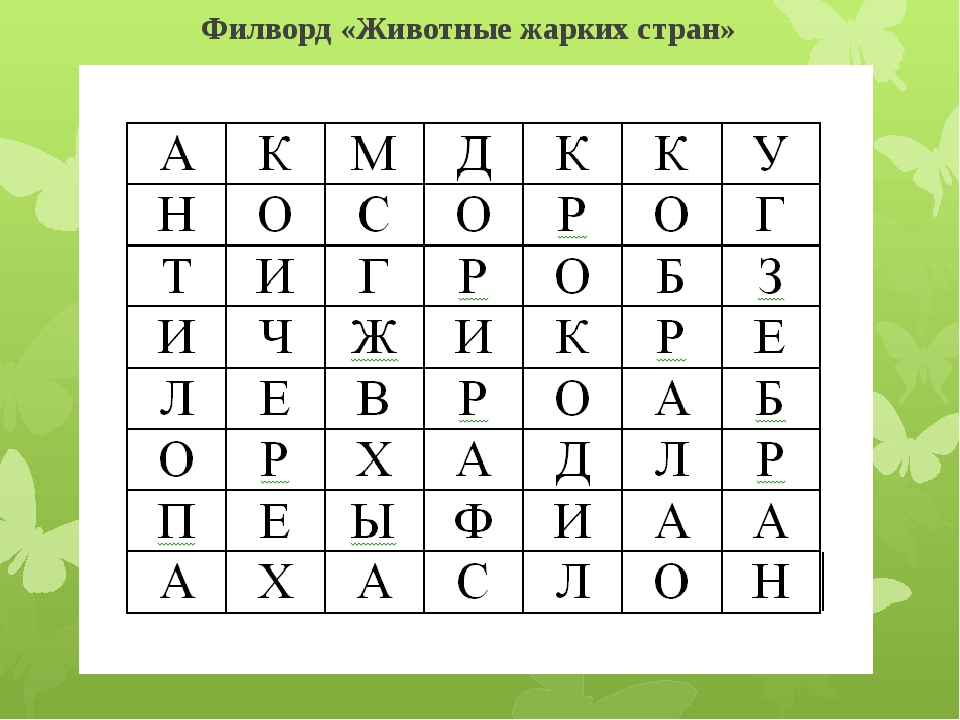 Филворд «Животные жарких стран»
А К М Д К К У
Н О С О Р О Г
Т И Г Р О Б З
И Ч Ж И К Р Е
Л Е В Р О А Б
О Р Х А Д Л Р
П Е Ы Ф И А А
А Х А С Л О Н